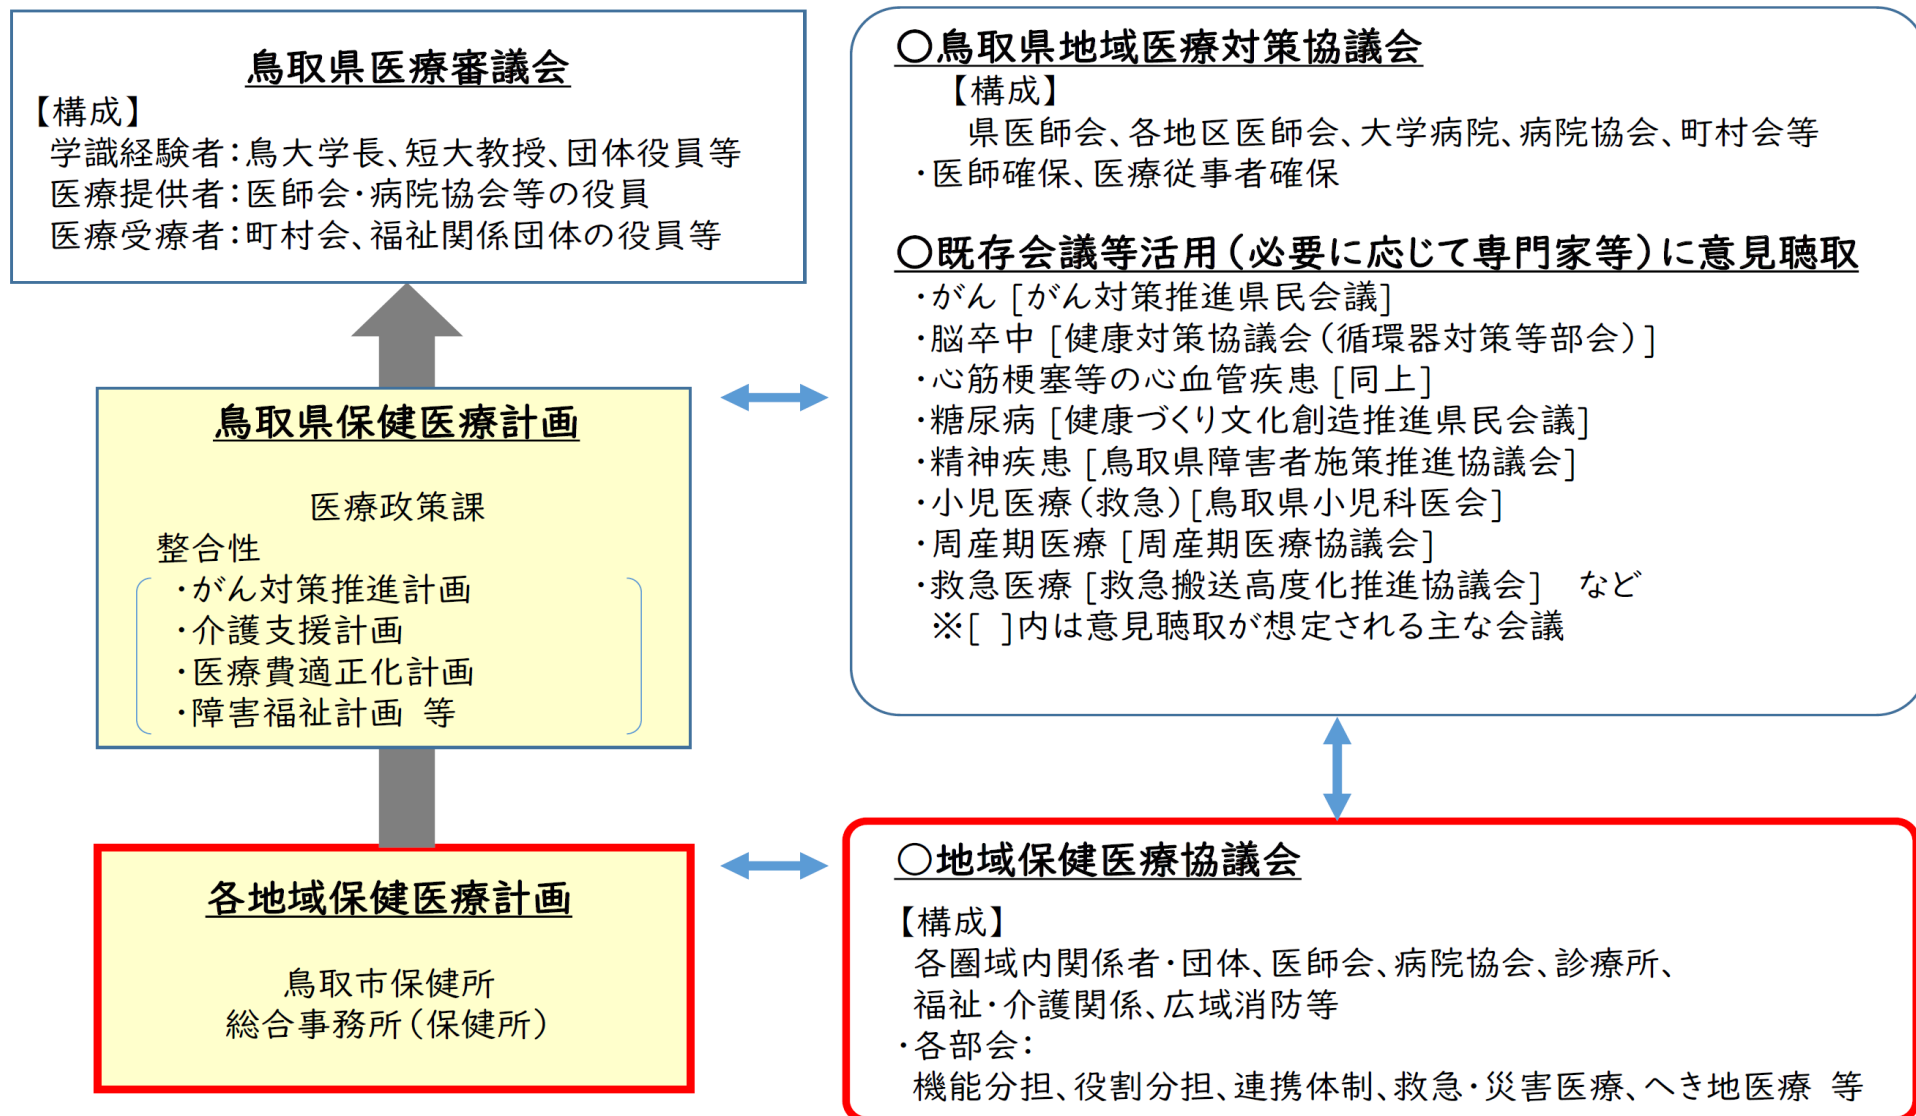 鳥取県医療審議会
【構成】
学識経験者：鳥大学長、短大教授、団体役員等
医療提供者：医師会・病院協会等の役員
医療受療者：町村会、福祉関係団体の役員等
鳥取県保健医療計画
医療政策課
整合性
・がん対策推進計画
・介護支援計画
・医療費適正化計画
・障害福祉計画 等
各地域保健医療計画
鳥取市保健所
総合事務所（保健所）
〇鳥取県地域医療対策協議会
【構成】
県医師会、各地区医師会、大学病院、病院協会、町村会等
・医師確保、医療従事者確保
〇既存会議等活用（必要に応じて専門家等）に意見聴取
・がん [がん対策推進県民会議]
・脳卒中 [健康対策協議会（循環器対策等部会）]
・心筋梗塞等の心血管疾患 [同上]
・糖尿病 [健康づくり文化創造推進県民会議]
・精神疾患 [鳥取県障害者施策推進協議会]
・小児医療（救急）[鳥取県小児科医会]
・周産期医療 [周産期医療協議会]
・救急医療 [救急搬送高度化推進協議会]　など
※[ ]内は意見聴取が想定される主な会議
〇地域保健医療協議会
【構成】
各圏域内関係者・団体、医師会、病院協会、診療所、
福祉・介護関係、広域消防等
・各部会：
機能分担、役割分担、連携体制、救急・災害医療、へき地医療 等